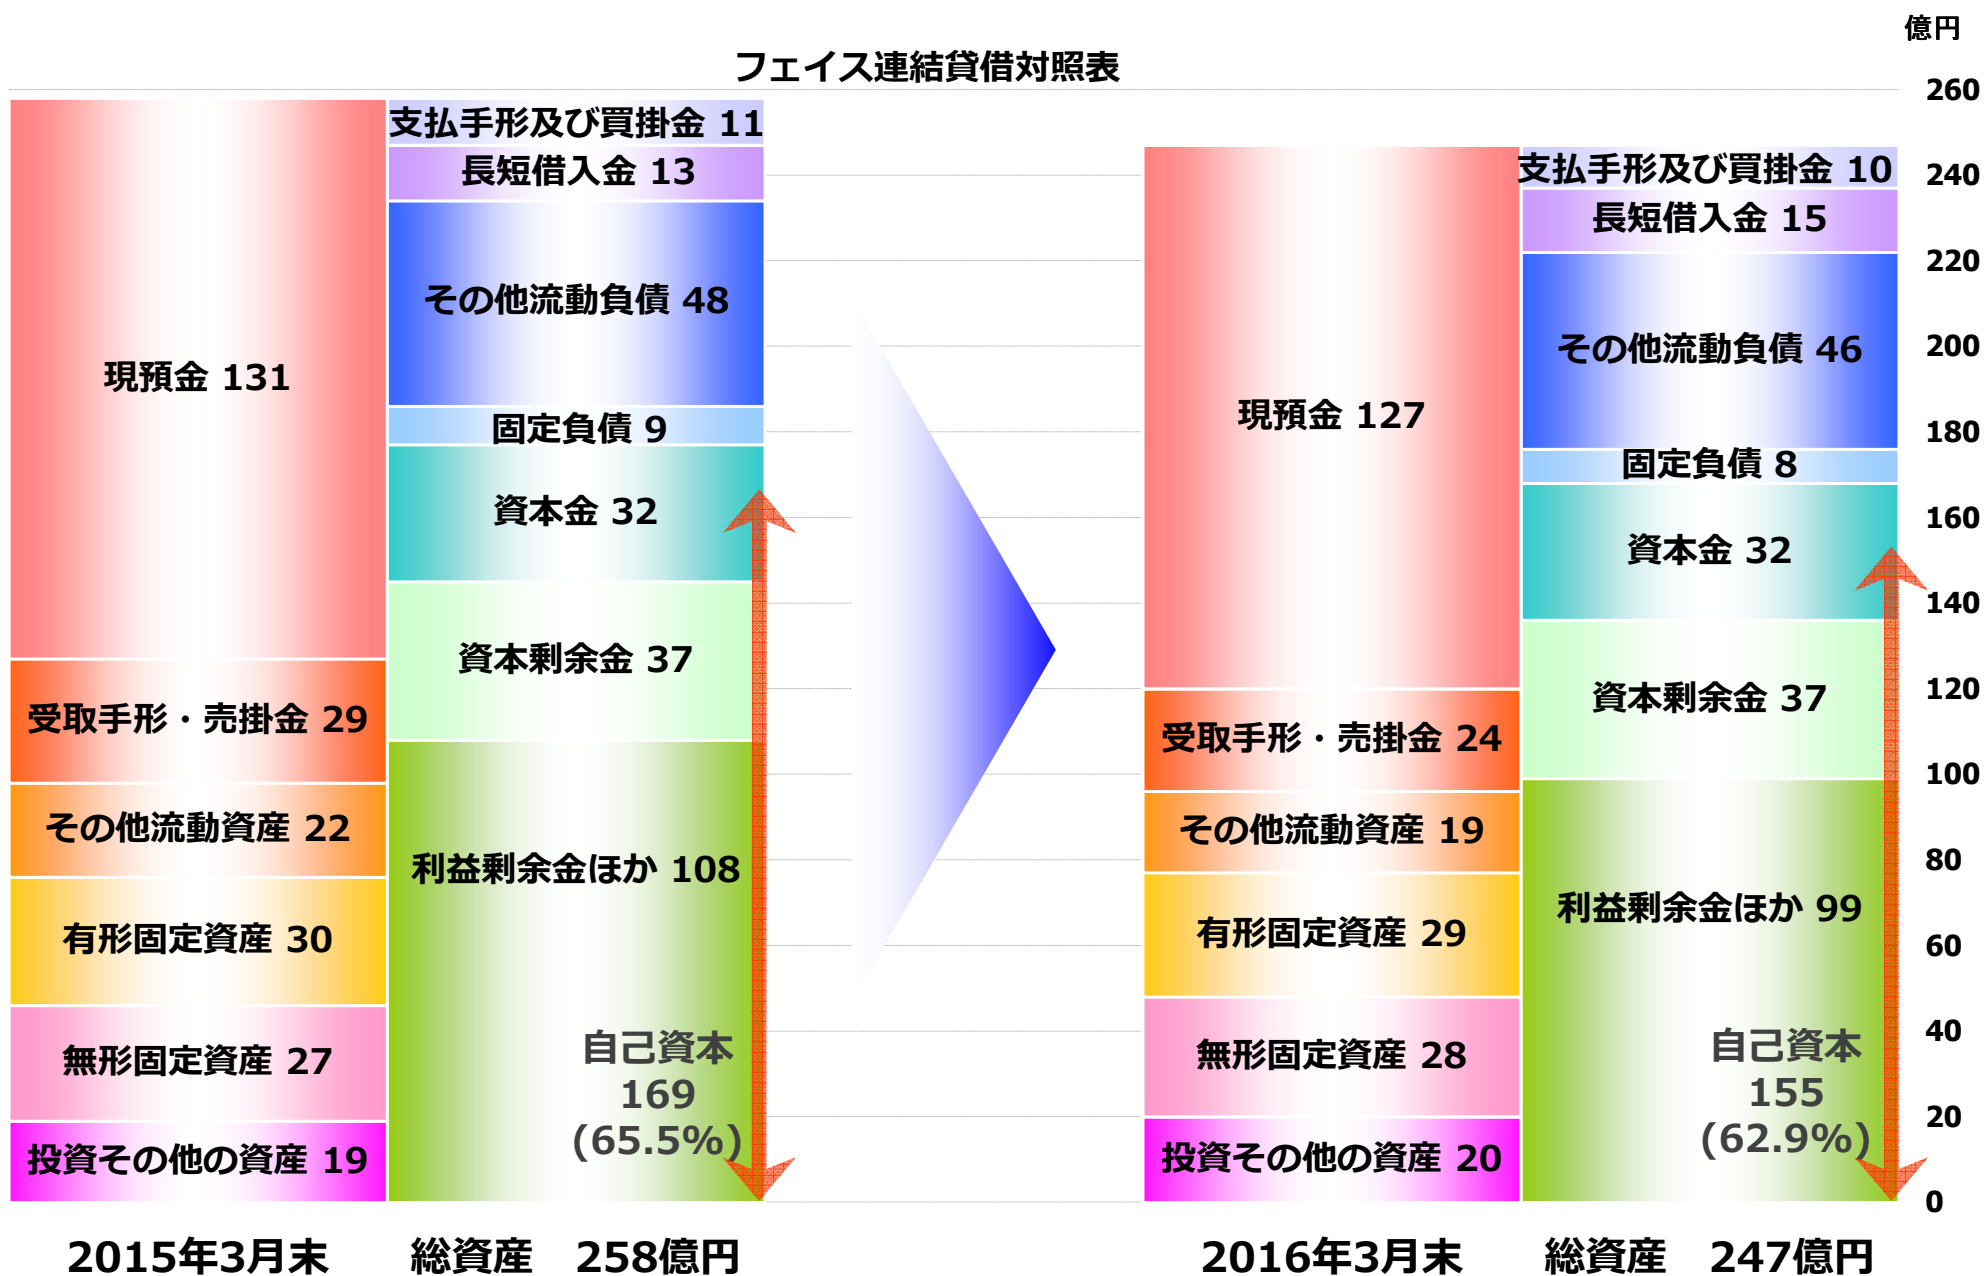 億円
フェイス連結貸借対照表
現預金 131
受取手形・売掛金 29
その他流動資産 22
有形固定資産 30
無形固定資産 27
投資その他の資産 19
支払手形及び買掛金 11
長短借入金 13
その他流動負債 48
固定負債 9
資本金 32
資本剰余金 37
利益剰余金ほか 108
自己資本
169
(65.5%)
現預金 127
受取手形・売掛金 24
その他流動資産 19
有形固定資産 29
無形固定資産 28
投資その他の資産 20
支払手形及び買掛金 10
長短借入金 15
その他流動負債 46
固定負債 8
資本金 32
資本剰余金 37
利益剰余金ほか 99
自己資本
155
(62.9%)
260
240
220
200
180
160
140
120
100
80
60
40
20
0
2015年3月末 総資産 258億円
2016年3月末 総資産 247億円